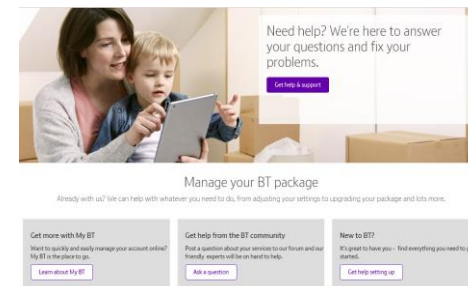 Need help? We're here to answer
your questions and fix your
problems.
Get help & support
Manage your BT package
Already with us? We can help with whatever you need to do, from adjusting your settings to upgrading your package and lots more.
Get more with My BT
Want to quickly and easily manage your account online?
My BT is the place to go.
Learn about My BT
Get help from the BT community
Post a question about your services to our forum and our
friendly experts will be on hand to help.
Ask a question
New to BT?
It's great to have you - find everything you need to
started.
Get help setting up